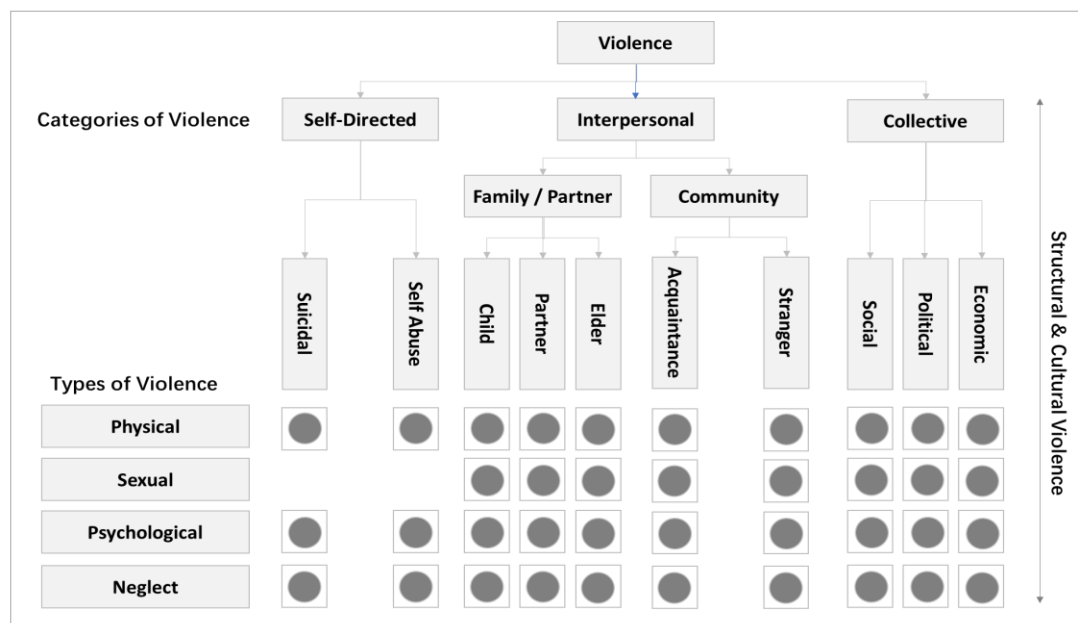 Violence
Categories of Violence
Self-Directed
Interpersonal
Collective
Family / Partner
Community
Suicidal
Self Abuse
Child
Partner
Elder
Acquaintance
Stranger
Social
Political
Economic
Structural & Cultural Violence
Types of Violence
Physical
Sexual
Psychological
Neglect